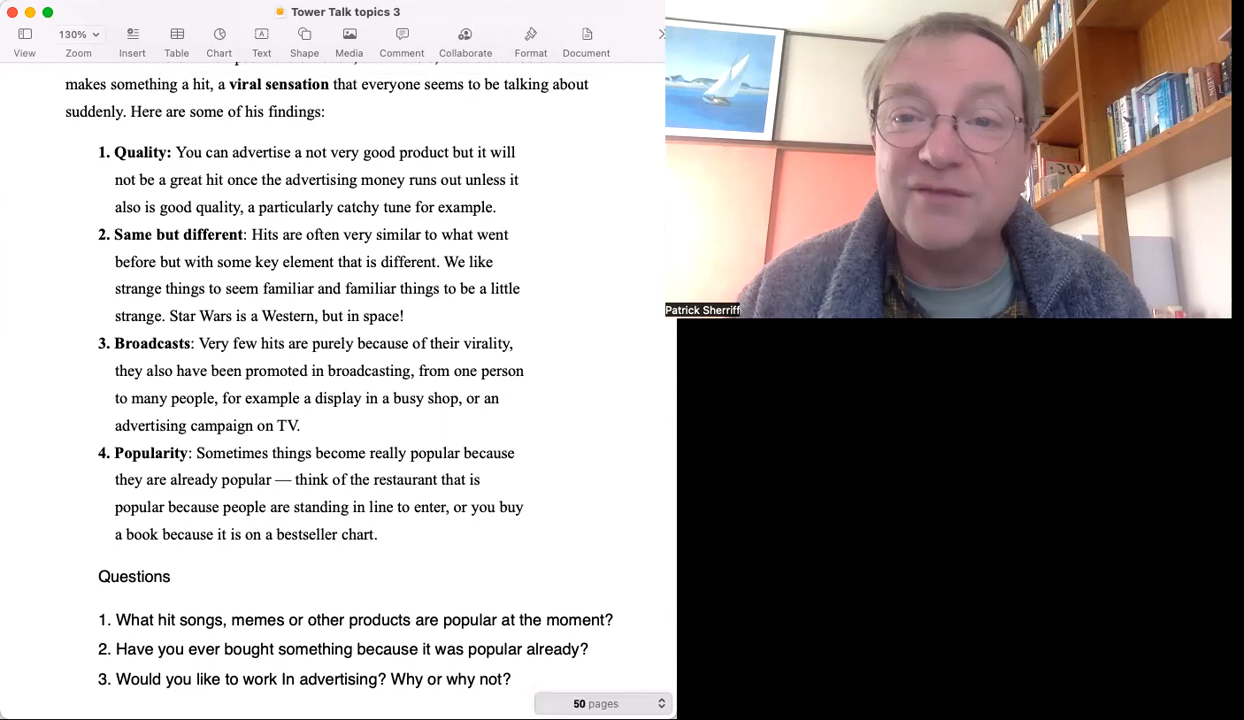 Tower Talk topics 3
130%
View
Zoom
Insert
Table
Chart
Text
Shape
Media
Comment
Collaborate
Format
Document
makes something a hit, a viral sensation that everyone seems to be talking about
suddenly. Here are some of his findings:
1. Quality: You can advertise a not very good product but it will
not be a great hit once the advertising money runs out unless it
also is good quality, a particularly catchy tune for example.
2. Same but different: Hits are often very similar to what went
before but with some key element that is different. We like
strange things to seem familiar and familiar things to be a little
strange. Star Wars is a Western, but in space!
3. Broadcasts: Very few hits are purely because of their virality,
they also have been promoted in broadcasting, from one person
to many people, for example a display in a busy shop, or an
advertising campaign on TV.
4. Popularity: Sometimes things become really popular because
they are already popular — think of the restaurant that is
popular because people are standing in line to enter, or you buy
a book because it is on a bestseller chart.
Questions
1. What hit songs, memes or other products are popular at the moment?
2. Have you ever bought something because it was popular already?
3. Would you like to work In advertising? Why or why not?
50 pages
Patrick Sherriff